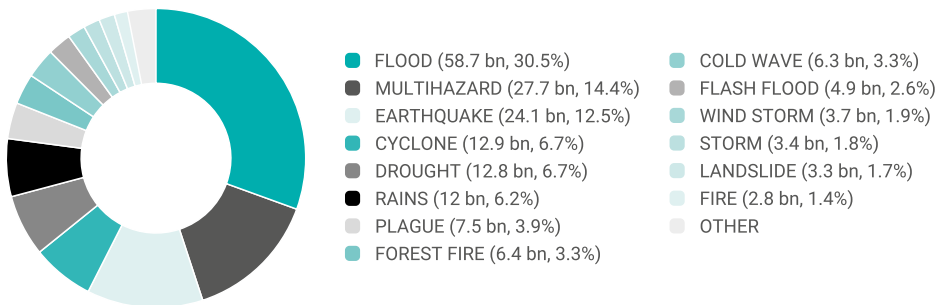 FLOOD (58.7 bn, 30.5%)
MULTIHAZARD (27.7 bn, 14.4%)
EARTHQUAKE (24.1 bn, 12.5%)
CYCLONE (12.9 bn, 6.7%)
DROUGHT (12.8 bn, 6.7%)
RAINS (12 bn, 6.2%)
PLAGUE (7.5 bn, 3.9%)
FOREST FIRE (6.4 bn, 3.3%)
COLD WAVE (6.3 bn, 3.3%)
FLASH FLOOD (4.9 bn, 2.6%)
WIND STORM (3.7 bn, 1.9%)
STORM (3.4 bn, 1.8%)
LANDSLIDE (3.3 bn, 1.7%)
FIRE (2.8 bn, 1.4%)
OTHER